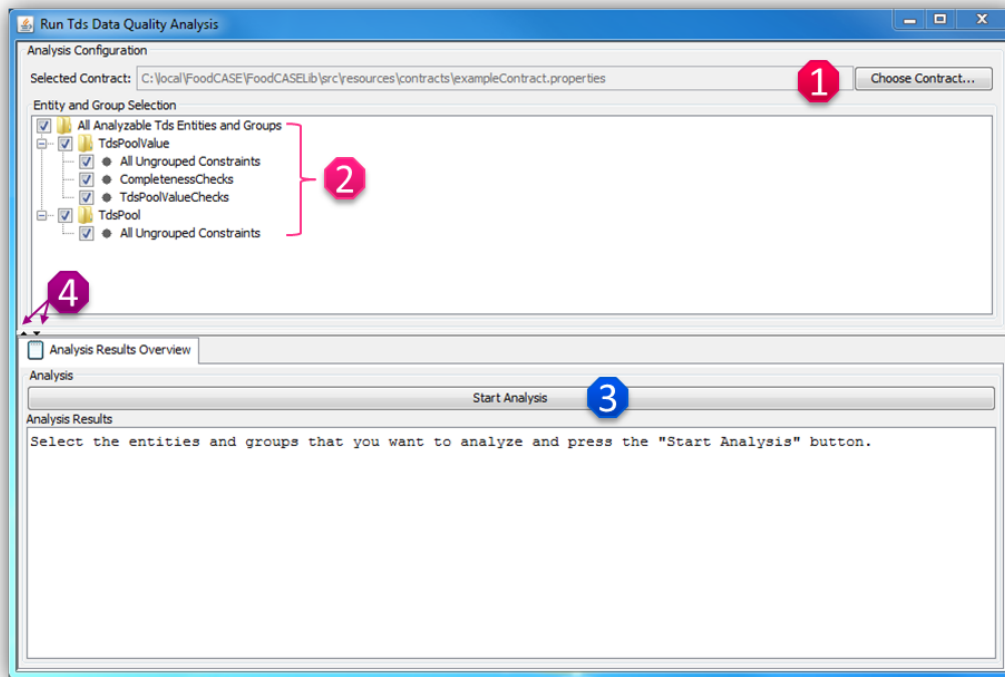 Run Tds Data Quality Analysis
Analysis Configuration
Selected Contract: C:\local\FoodCASE\FoodCASELib\src\resources\contracts\exampleContract.properties 1 Choose Contract...
Entity and Group Selection
All Analyzable Tds Entities and Groups
TdsPoolValue
All Ungrouped Constraints
CompletenessChecks 2
TdsPoolValueChecks
TdsPool
All Ungrouped Constraints
4
Analysis Results Overview
Analysis
Start Analysis 3
Analysis Results
Select the entities and groups that you want to analyze and press the "Start Analysis" button.